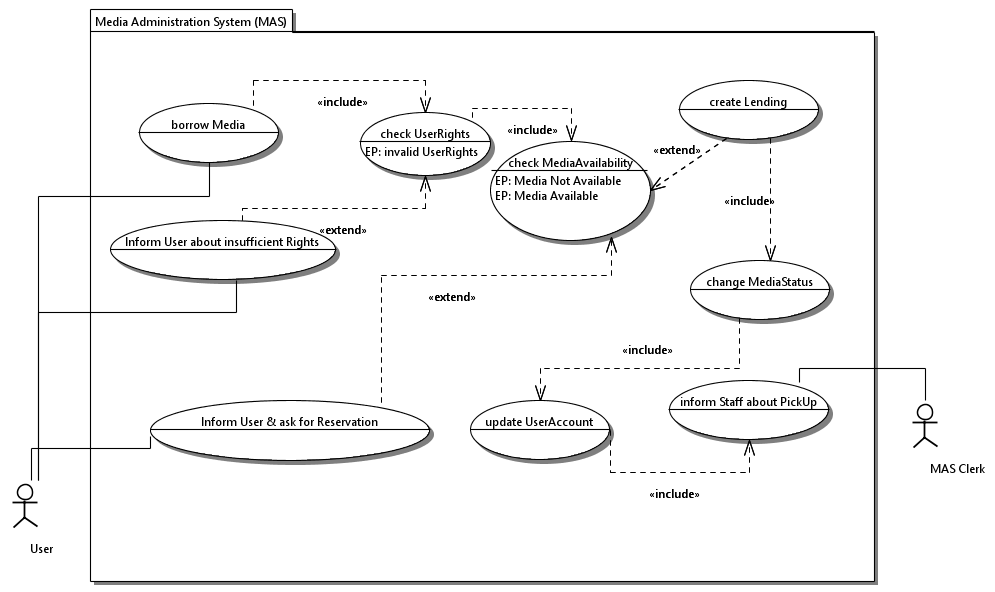 Media Administration System (MAS)
borrow Media
«include»
check UserRights
EP: invalid UserRights
«include»
create Lending
check MediaAvailability
EP: Media Not Available
EP: Media Available
«extend»
«include»
Inform User about insufficient Rights
«extend»
change MediaStatus
«extend»
«include»
Inform User & ask for Reservation
update UserAccount
inform Staff about PickUp
MAS Clerk
«include»
User